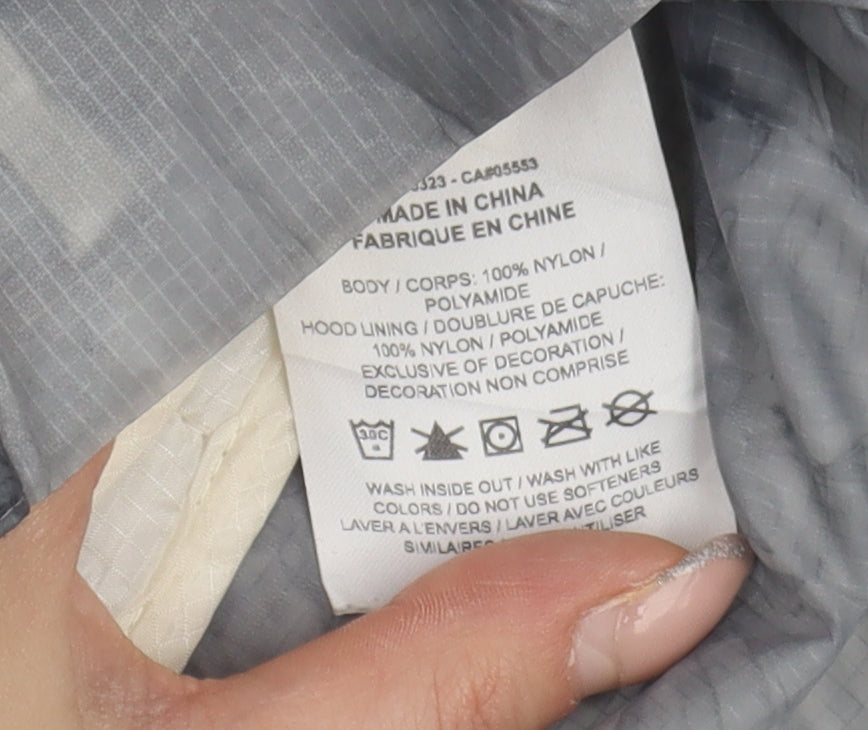 323 - CA#05553
MADE IN CHINA
FABRIQUE EN CHINE
BODY / CORPS: 100% NYLON /
POLYAMIDE
HOOD LINING / DOUBLURE DE CAPUCHE:
100% NYLON / POLYAMIDE
EXCLUSIVE OF DECORATION /
DECORATION NON COMPRISE
30C
WASH INSIDE OUT / WASH WITH LIKE
COLORS / DO NOT USE SOFTENERS
LAVER A L'ENVERS / LAVER AVEC COULEURS
SIMILAIRES UTILISER